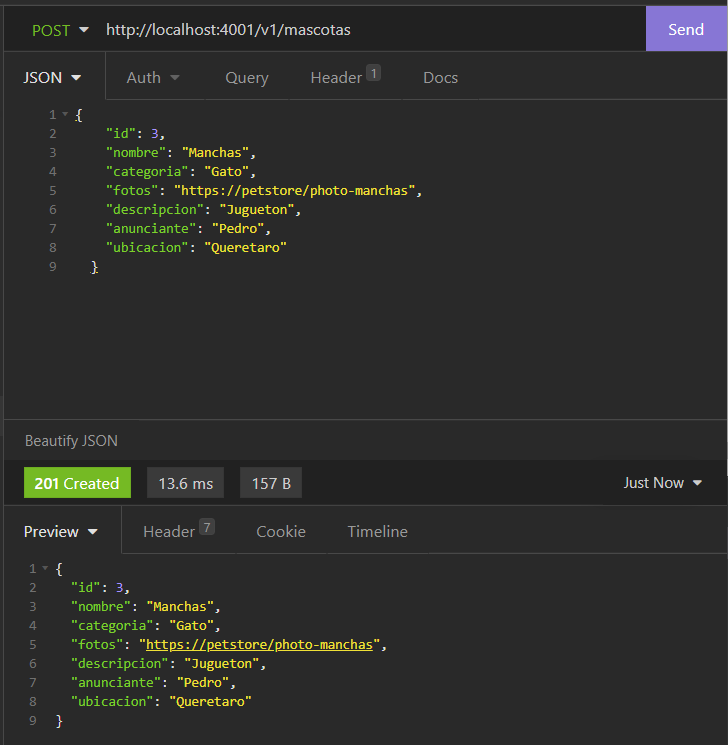 POST http://localhost:4001/v1/mascotas Send
JSON Auth Query Header 1 Docs
1 {
2 "id": 3,
3 "nombre": "Manchas",
4 "categoria": "Gato",
5 "fotos": "https://petstore/photo-manchas",
6 "descripcion": "Jugueton",
7 "anunciante": "Pedro",
8 "ubicacion": "Queretaro"
9 }
Beautify JSON
201 Created 13.6 ms 157 B Just Now
Preview Header 7 Cookie Timeline
1 {
2 "id": 3,
3 "nombre": "Manchas",
4 "categoria": "Gato",
5 "fotos": "https://petstore/photo-manchas",
6 "descripcion": "Jugueton",
7 "anunciante": "Pedro",
8 "ubicacion": "Queretaro"
9 }